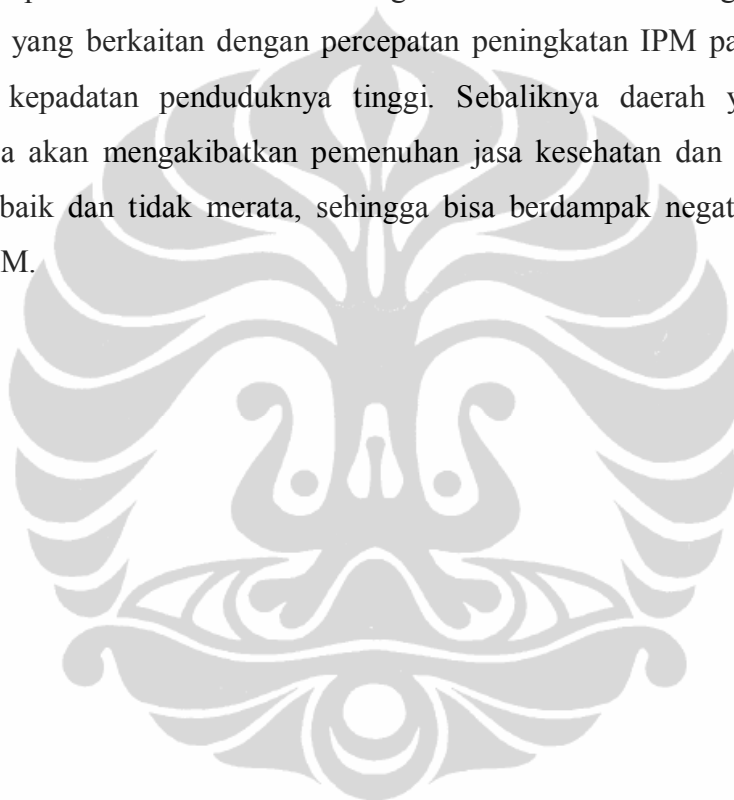 yang berkaitan dengan percepatan peningkatan IPM pa
kepadatan penduduknya tinggi. Sebaliknya daerah y
a akan mengakibatkan pemenuhan jasa kesehatan dan
baik dan tidak merata, sehingga bisa berdampak negat
M.